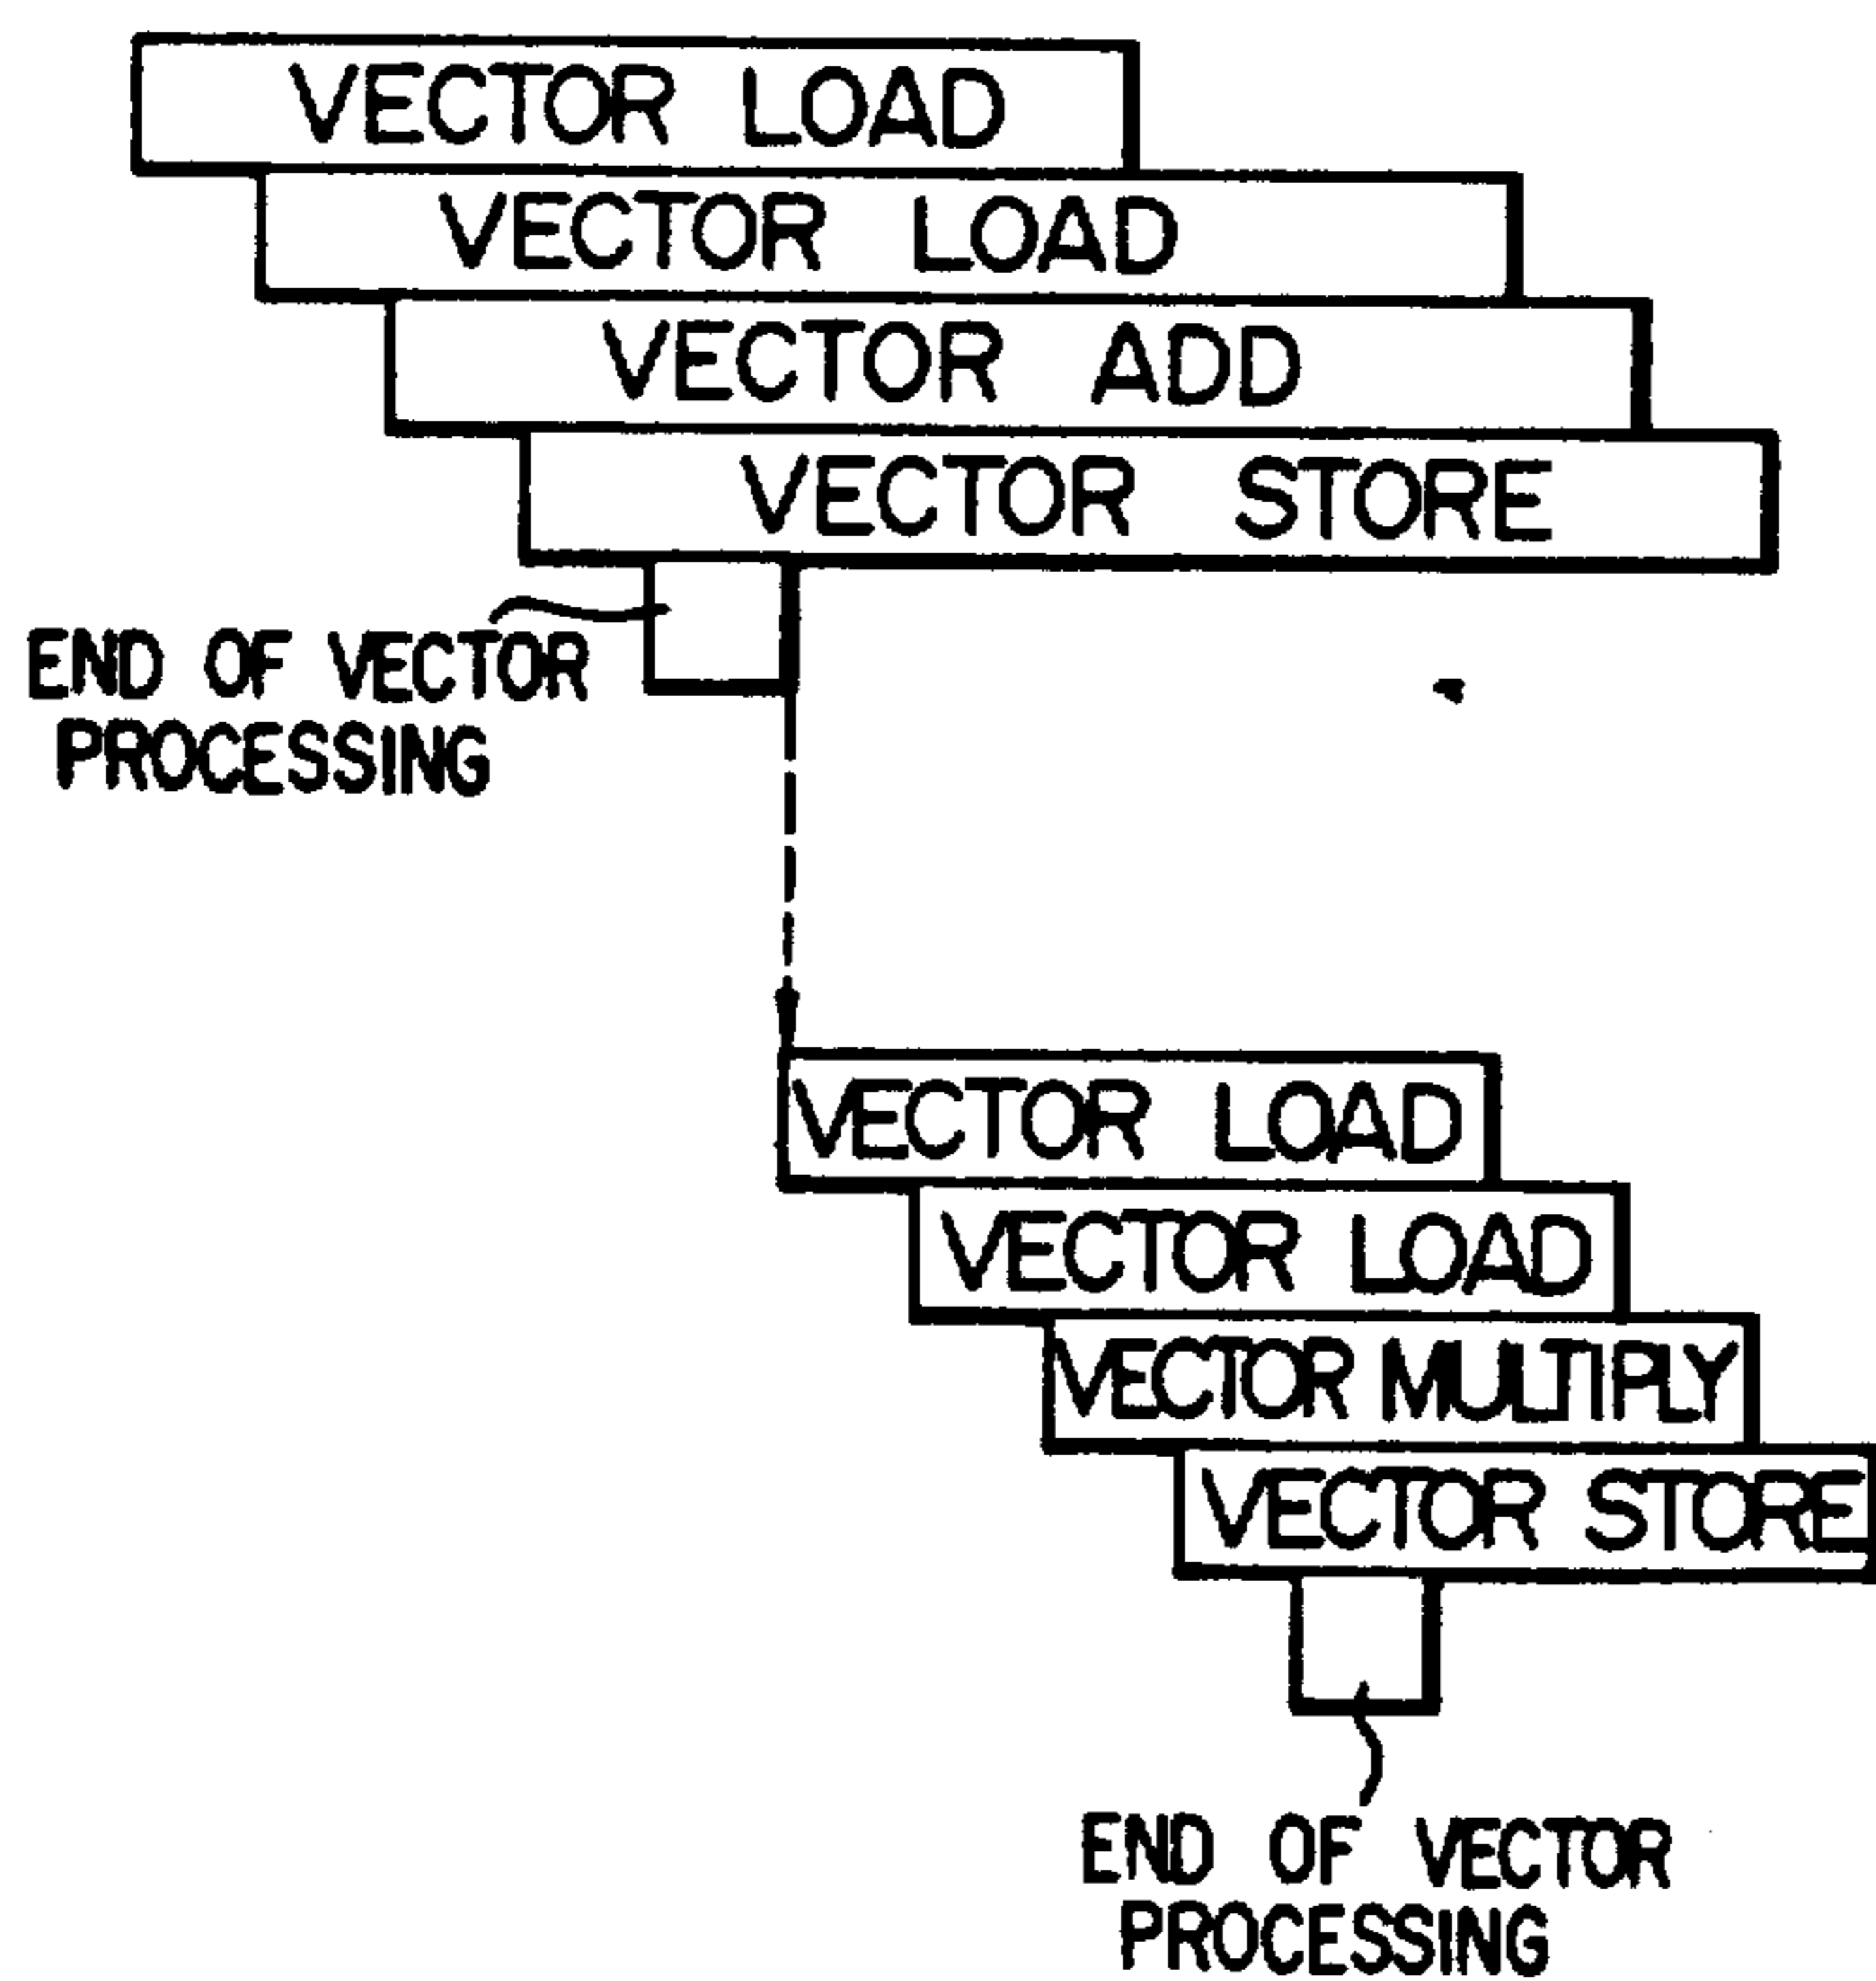 VECTOR LOAD
VECTOR LOAD
VECTOR ADD
VECTOR STORE
END OF VECTOR
PROCESSING
VECTOR LOAD
VECTOR LOAD
VECTOR MULTIPLY
VECTOR STORE
END OF VECTOR
PROCESSING